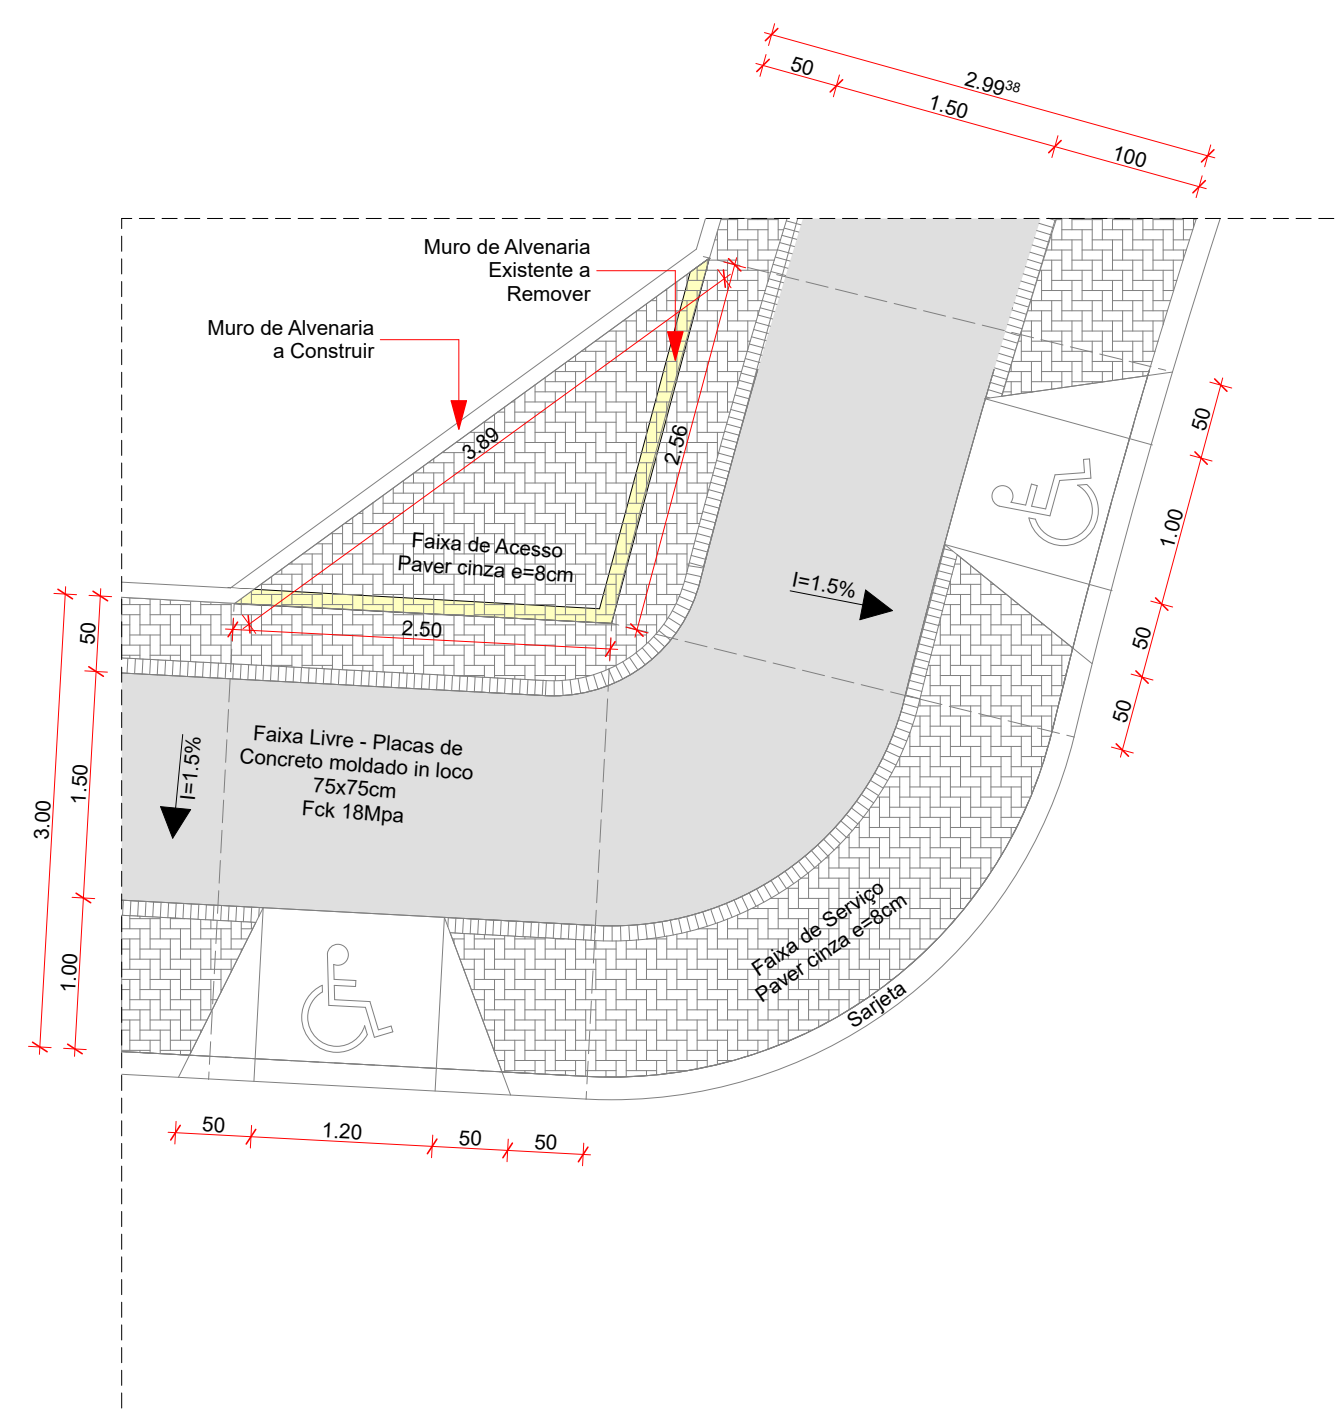 50
2.99³⁸
1.50
100
Muro de Alvenaria
Existente a
Remover
Muro de Alvenaria
a Construir
3.89
2.56
50
1.00
50
50
Faixa de Acesso
Paver cinza e=8cm
I=1.5%
2.50
50
1.50
3.00
1.00
I=1.5%
Faixa Livre - Placas de
Concreto moldado in loco
75x75cm
Fck 18Mpa
Faixa de Serviço
Paver cinza e=8cm
Sarjeta
50
1.20
50
50